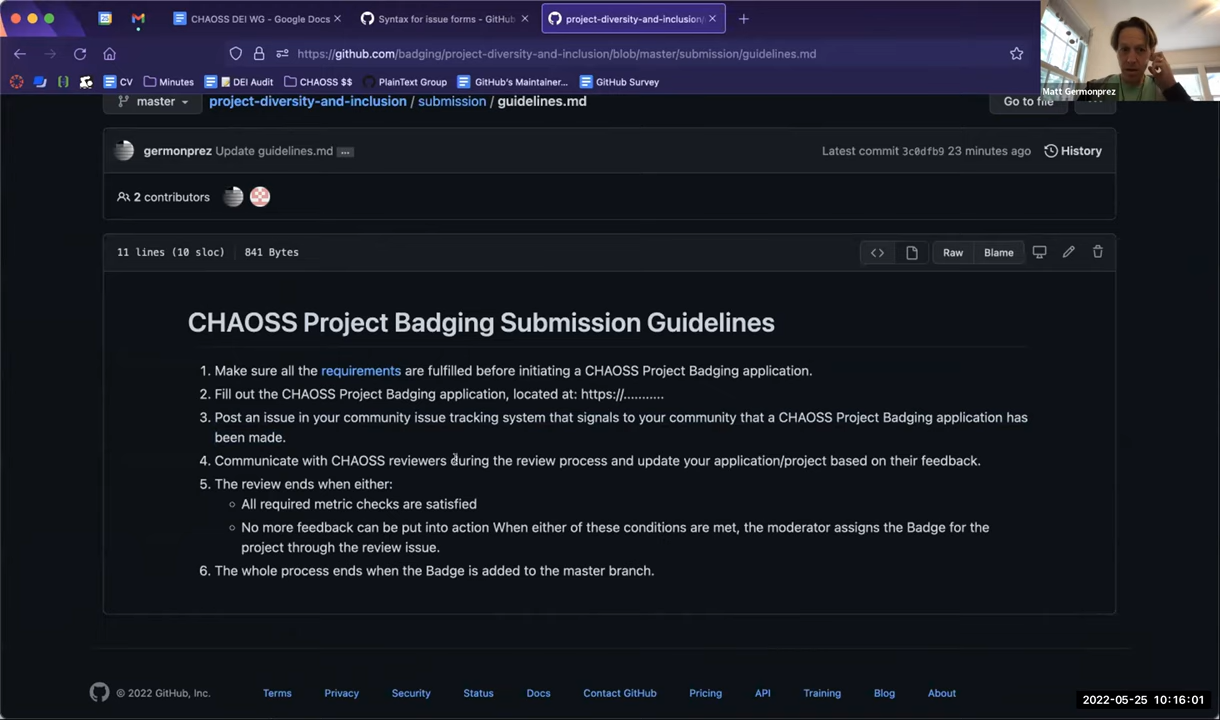 CHAOSS DEI WG - Google Docs
Syntax for issue forms - GitHub
project-diversity-and-inclusion/
Matt Germonprez
https://github.com/badging/project-diversity-and-inclusion/blob/master/submission/guidelines.md
CV
Minutes
DEI Audit
CHAOSS $$
PlainText Group
GitHub's Maintainer...
GitHub Survey
master
project-diversity-and-inclusion / submission / guidelines.md
Go to file
...
germonprez Update guidelines.md ...
Latest commit 3c0dfb9 23 minutes ago
History
2 contributors
11 lines (10 sloc) 841 Bytes
<>
Raw
Blame
CHAOSS Project Badging Submission Guidelines
1. Make sure all the requirements are fulfilled before initiating a CHAOSS Project Badging application.
2. Fill out the CHAOSS Project Badging application, located at: https://...........
3. Post an issue in your community issue tracking system that signals to your community that a CHAOSS Project Badging application has
been made.
4. Communicate with CHAOSS reviewers during the review process and update your application/project based on their feedback.
5. The review ends when either:
All required metric checks are satisfied
No more feedback can be put into action When either of these conditions are met, the moderator assigns the Badge for the
project through the review issue.
6. The whole process ends when the Badge is added to the master branch.
© 2022 GitHub, Inc.
Terms
Privacy
Security
Status
Docs
Contact GitHub
Pricing
API
Training
Blog
About
2022-05-25 10:16:01